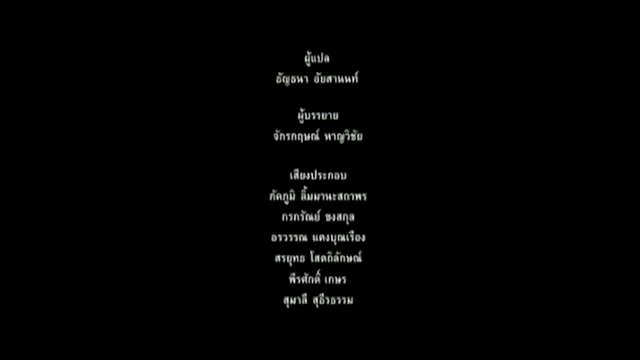 ผู้แปล
ธัญธนา อัยสานนท์
ผู้บรรยาย
จักรกฤษณ์ หาญวิชัย
เสียงประกอบ
ภัคภูมิ ลิ้มมานะสถาพร
กรภรัณย์ ชงสกุล
อรวรรณ แตงบุณเรือง
สรยุทธ โสตถิลักษณ์
พีรศักดิ์ เกษร
สุมาลี สุธีรธรรม